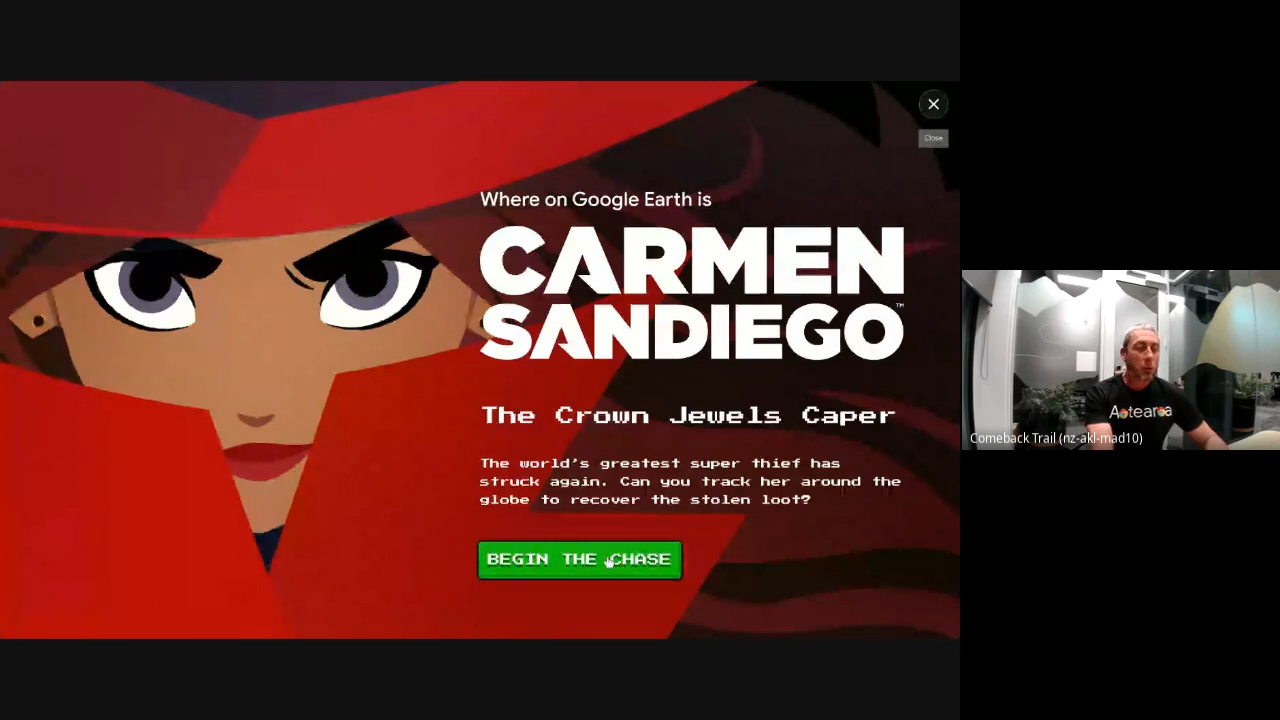 Close
Where on Google Earth is
CARMEN
SANDIEGO™
The Crown Jewels Caper
The world's greatest super thief has
struck again. Can you track her around the
globe to recover the stolen loot?
BEGIN THE CHASE
Aotearoa
Comeback Trail (nz-akl-mad10)